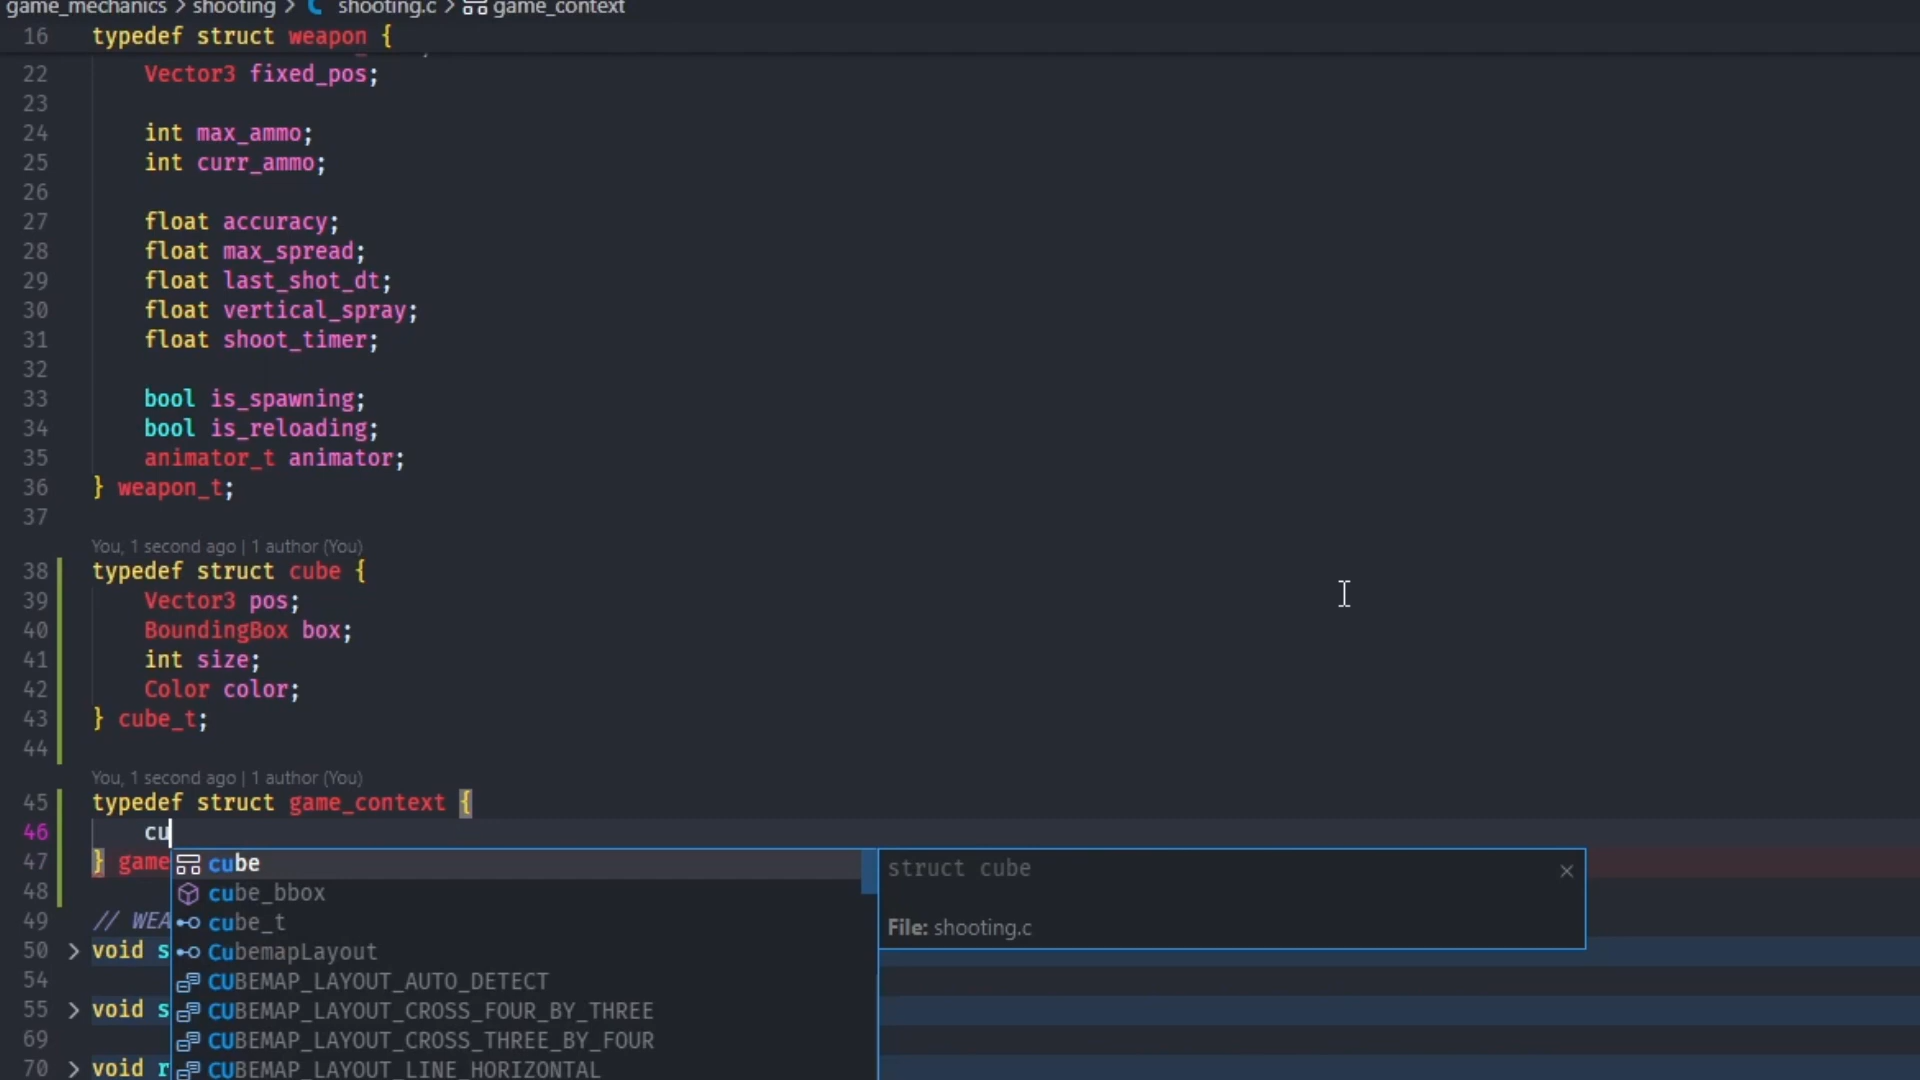 game_mechanics > shooting > C shooting.c > game_context
16 typedef struct weapon {
22 Vector3 fixed_pos;
23
24 int max_ammo;
25 int curr_ammo;
26
27 float accuracy;
28 float max_spread;
29 float last_shot_dt;
30 float vertical_spray;
31 float shoot_timer;
32
33 bool is_spawning;
34 bool is_reloading;
35 animator_t animator;
36 } weapon_t;
37
You, 1 second ago | 1 author (You)
38 typedef struct cube {
39 Vector3 pos;
40 BoundingBox box;
41 int size;
42 Color color;
43 } cube_t;
44
You, 1 second ago | 1 author (You)
45 typedef struct game_context {
46 cu
47 } game
48
49 // WEA
50 > void s
54
55 > void s
69
70 > void r
cube
cube_bbox
cube_t
CubemapLayout
CUBEMAP_LAYOUT_AUTO_DETECT
CUBEMAP_LAYOUT_CROSS_FOUR_BY_THREE
CUBEMAP_LAYOUT_CROSS_THREE_BY_FOUR
CUBEMAP_LAYOUT_LINE_HORIZONTAL
struct cube
File: shooting.c